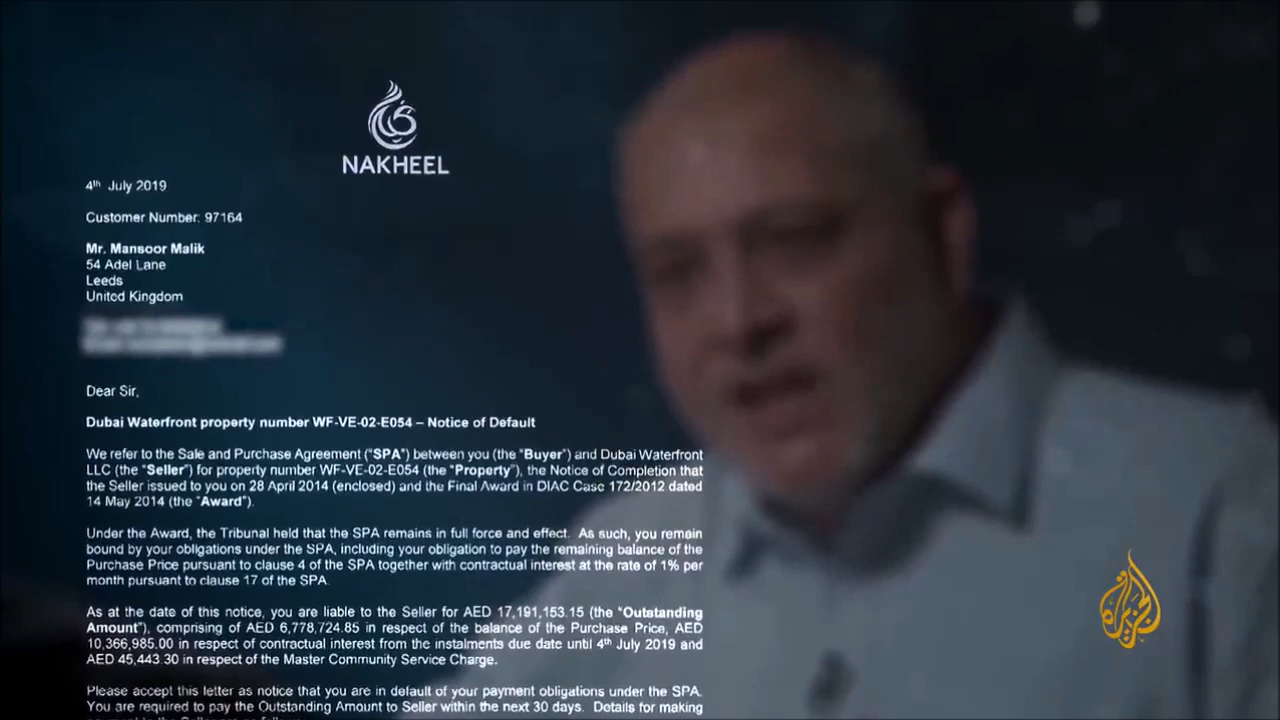 NAKHEEL
4th July 2019
Customer Number: 97164
Mr. Mansoor Malik
54 Adel Lane
Leeds
United Kingdom
Dear Sir,
Dubai Waterfront property number WF-VE-02-E054 – Notice of Default
We refer to the Sale and Purchase Agreement ("SPA") between you (the "Buyer") and Dubai Waterfront
LLC (the "Seller") for property number WF-VE-02-E054 (the "Property"), the Notice of Completion that
the Seller issued to you on 28 April 2014 (enclosed) and the Final Award in DIAC Case 172/2012 dated
14 May 2014 (the "Award").
Under the Award, the Tribunal held that the SPA remains in full force and effect. As such, you remain
bound by your obligations under the SPA, including your obligation to pay the remaining balance of the
Purchase Price pursuant to clause 4 of the SPA together with contractual interest at the rate of 1% per
month pursuant to clause 17 of the SPA.
As at the date of this notice, you are liable to the Seller for AED 17,191,153.15 (the "Outstanding
Amount"), comprising of AED 6,778,724.85 in respect of the balance of the Purchase Price, AED
10,366,985.00 in respect of contractual interest from the instalments due date until 4th July 2019 and
AED 45,443.30 in respect of the Master Community Service Charge.
Please accept this letter as notice that you are in default of your payment obligations under the SPA.
You are required to pay the Outstanding Amount to Seller within the next 30 days. Details for making
الجزيرة